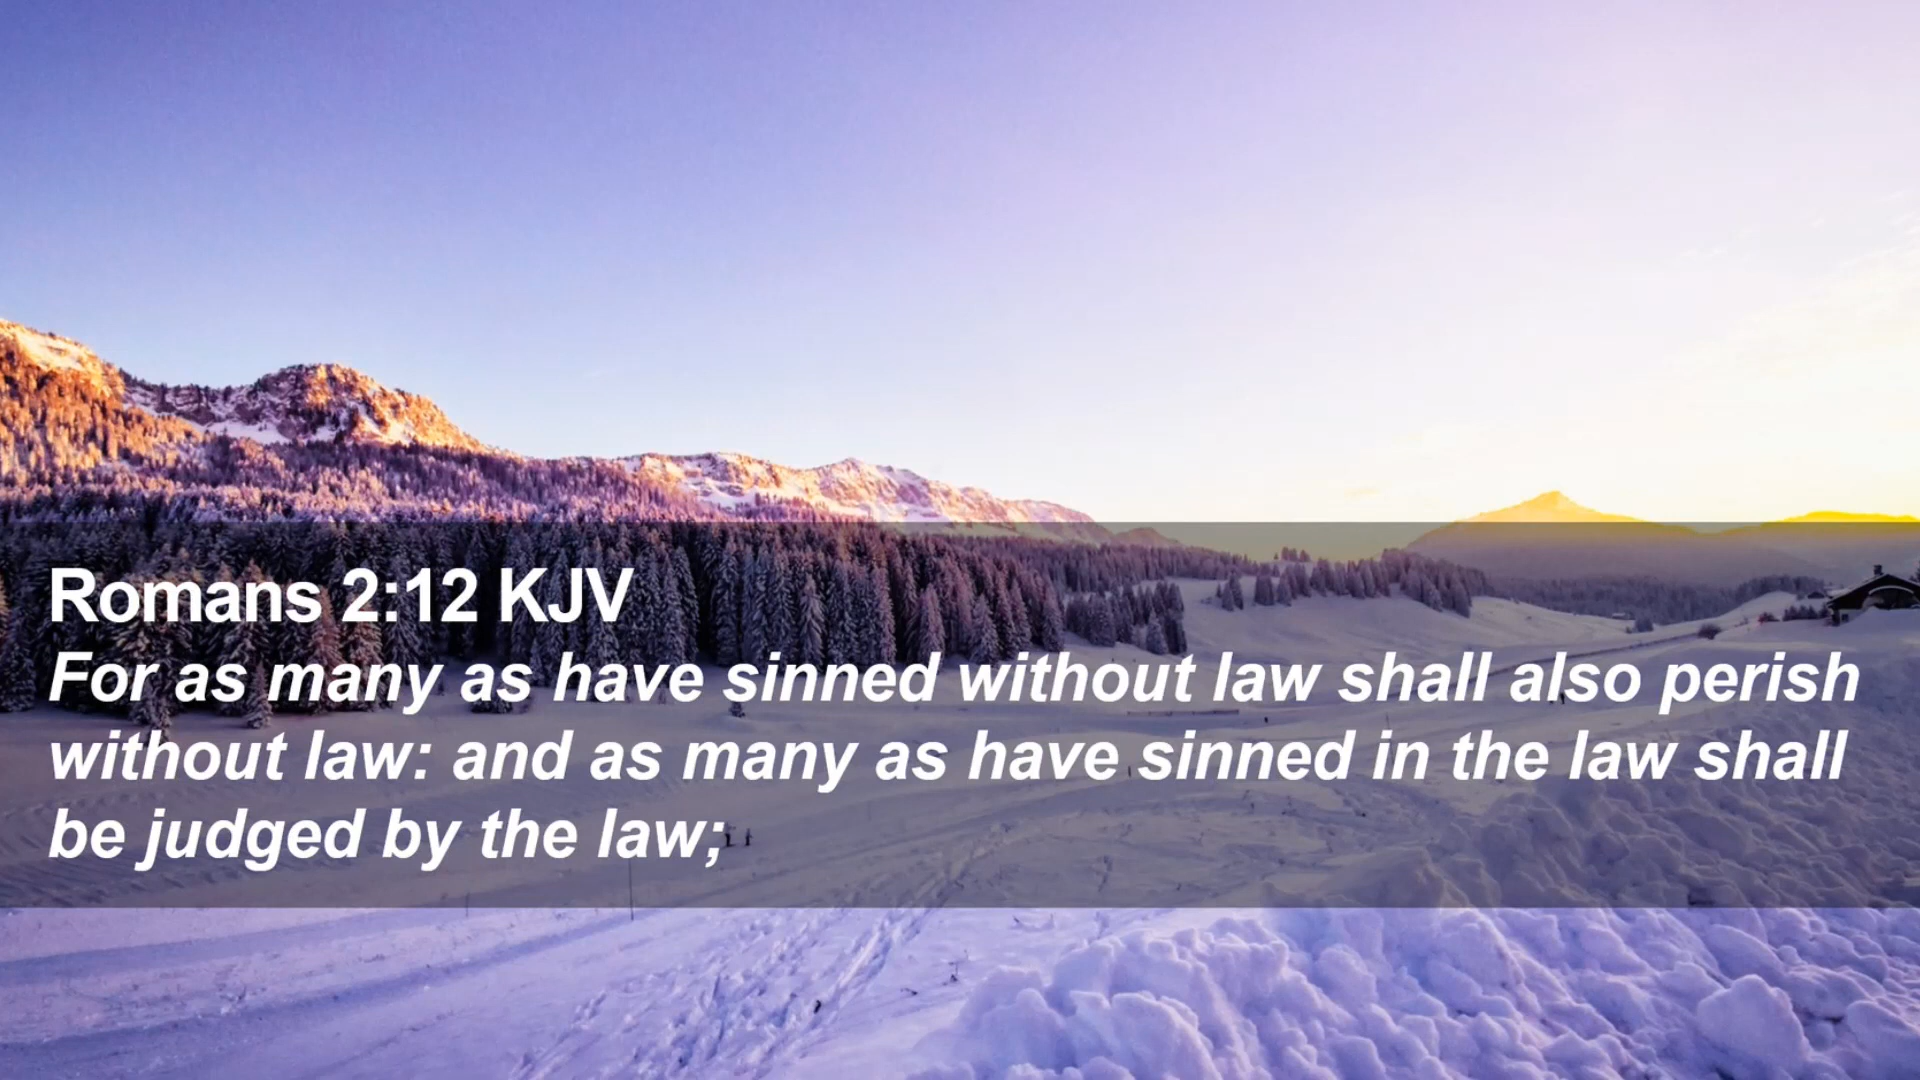 Romans 2:12 KJV
For as many as have sinned without law shall also perish
without law: and as many as have sinned in the law shall
be judged by the law;